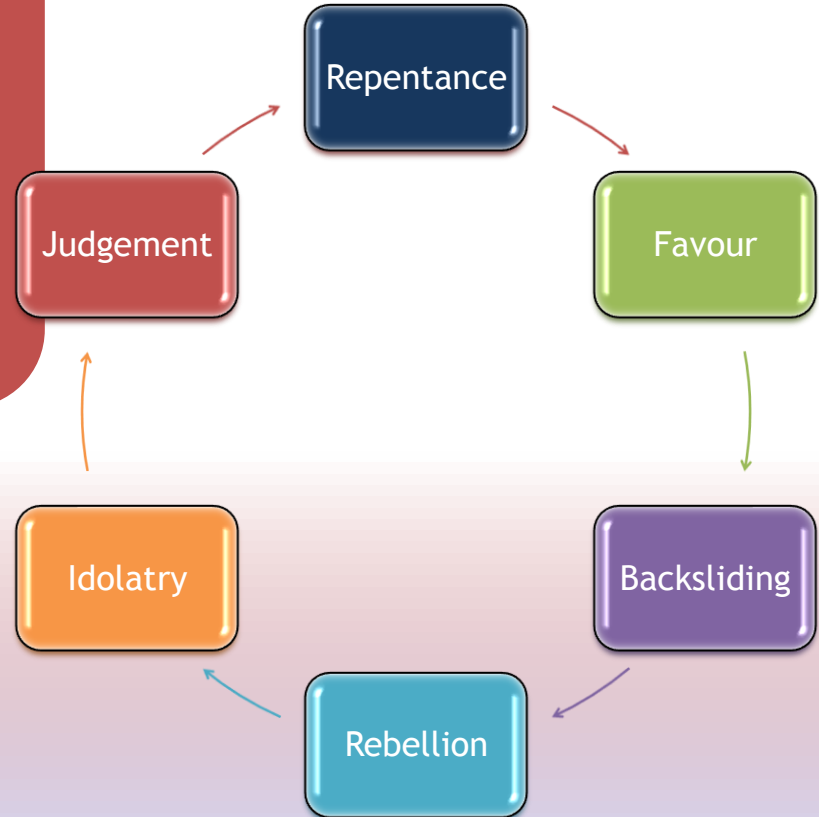 Repentance
Favour
Backsliding
Rebellion
Idolatry
Judgement